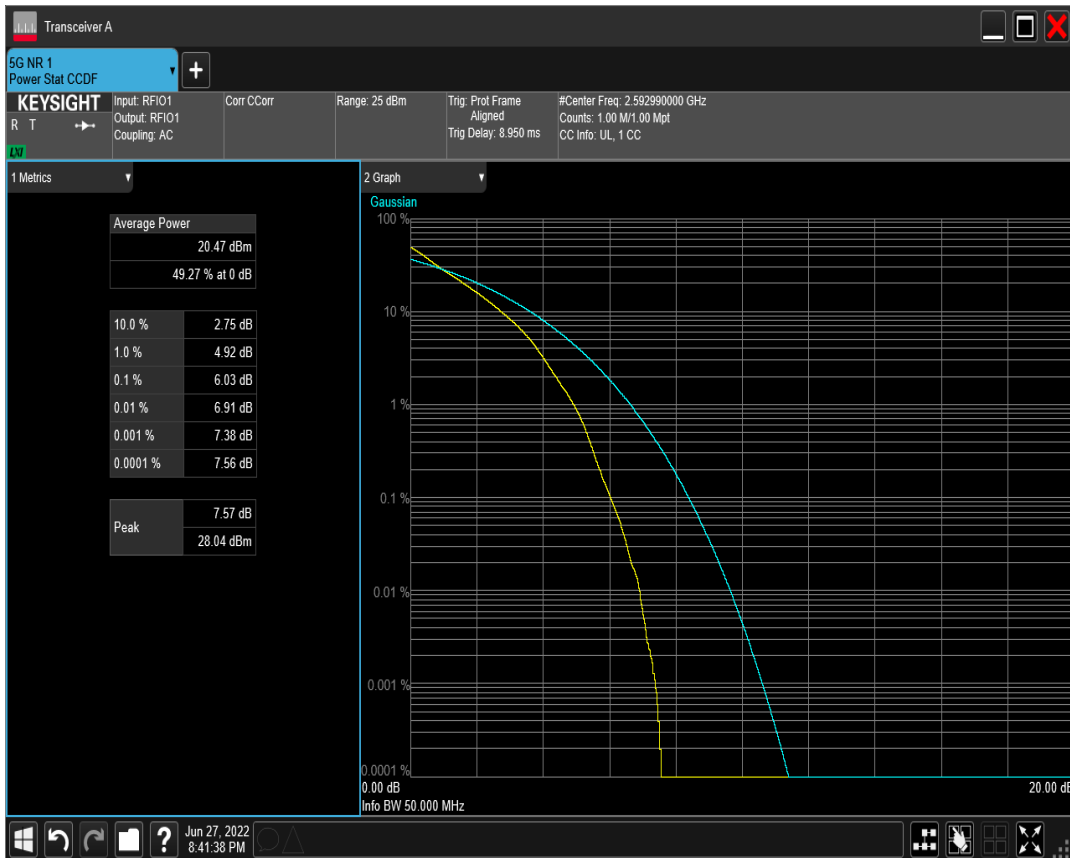 Transceiver A
5G NR 1
Power Stat CCDF
KEYSIGHT
R T
LXI
Input: RFIO1
Output: RFIO1
Coupling: AC
Corr CCorr
Range: 25 dBm
Trig: Prot Frame
Aligned
Trig Delay: 8.950 ms
#Center Freq: 2.592990000 GHz
Counts: 1.00 M/1.00 Mpt
CC Info: UL, 1 CC
1 Metrics
Average Power
20.47 dBm
49.27 % at 0 dB
10.0 % 2.75 dB
1.0 % 4.92 dB
0.1 % 6.03 dB
0.01 % 6.91 dB
0.001 % 7.38 dB
0.0001 % 7.56 dB
Peak
7.57 dB
28.04 dBm
2 Graph
Gaussian
100 %
10 %
1 %
0.1 %
0.01 %
0.001 %
0.0001 %
0.00 dB 20.00 dB
Info BW 50.000 MHz
?
Jun 27, 2022
8:41:38 PM